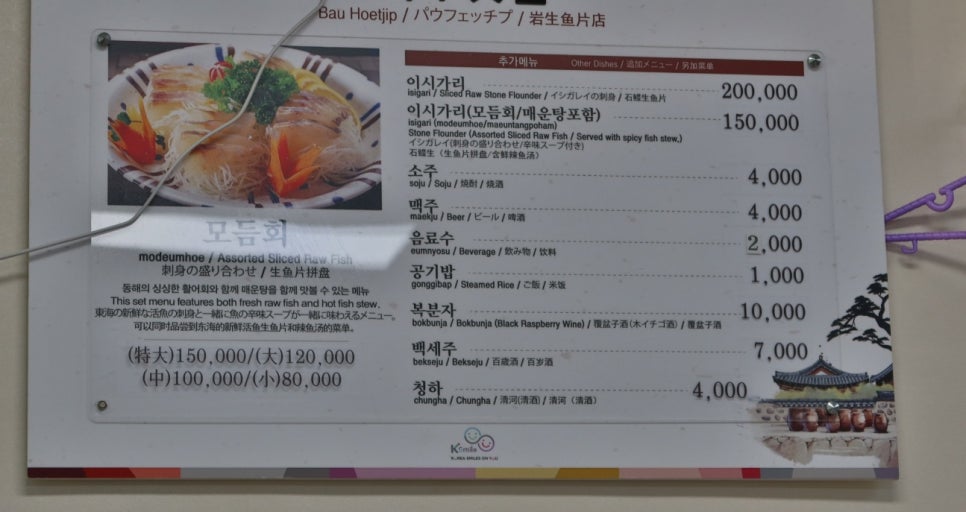 Bau Hoetjip / パウフェッチプ / 岩生鱼片店
모듬회
modeumhoe / Assorted Sliced Raw Fish
刺身の盛り合わせ / 生鱼片拼盘
동해의 싱싱한 활어회와 함께 매운탕을 함께 맛볼 수 있는 메뉴
This set menu features both fresh raw fish and hot fish stew.
東海の新鮮な活魚の刺身と一緒に魚の辛味スープが一緒に味わえるメニュー。
可以同时品尝到东海的新鲜活鱼生鱼片和辣鱼汤的菜单。
(特大)150,000/(大)120,000
(中)100,000/(小)80,000
추가메뉴 Other Dishes / 追加メニュー / 另加菜单
이시가리 200,000
isigari / Sliced Raw Stone Flounder / イシガレイの刺身 / 石鲽生鱼片
이시가리(모듬회/매운탕포함) 150,000
isigari (modeumhoe/maeuntangpoham)
Stone Flounder (Assorted Sliced Raw Fish / Served with spicy fish stew.)
イシガレイ(刺身の盛り合わせ/辛味スープ付き)
石鲽生（生鱼片拼盘/含鲜辣鱼汤）
소주 4,000
soju / Soju / 焼酎 / 烧酒
맥주 4,000
maekju / Beer / ビール / 啤酒
음료수 2,000
eumnyosu / Beverage / 飲み物 / 饮料
공기밥 1,000
gonggibap / Steamed Rice / ご飯 / 米饭
복분자 10,000
bokbunja / Bokbunja (Black Raspberry Wine) / 覆盆子酒(木イチゴ酒) / 覆盆子酒
백세주 7,000
bekseju / Bekseju / 百歳酒 / 百岁酒
청하 4,000
chungha / Chungha / 清河(清酒) / 清河（清酒）
K smile
KOREA SMILES ON YOU